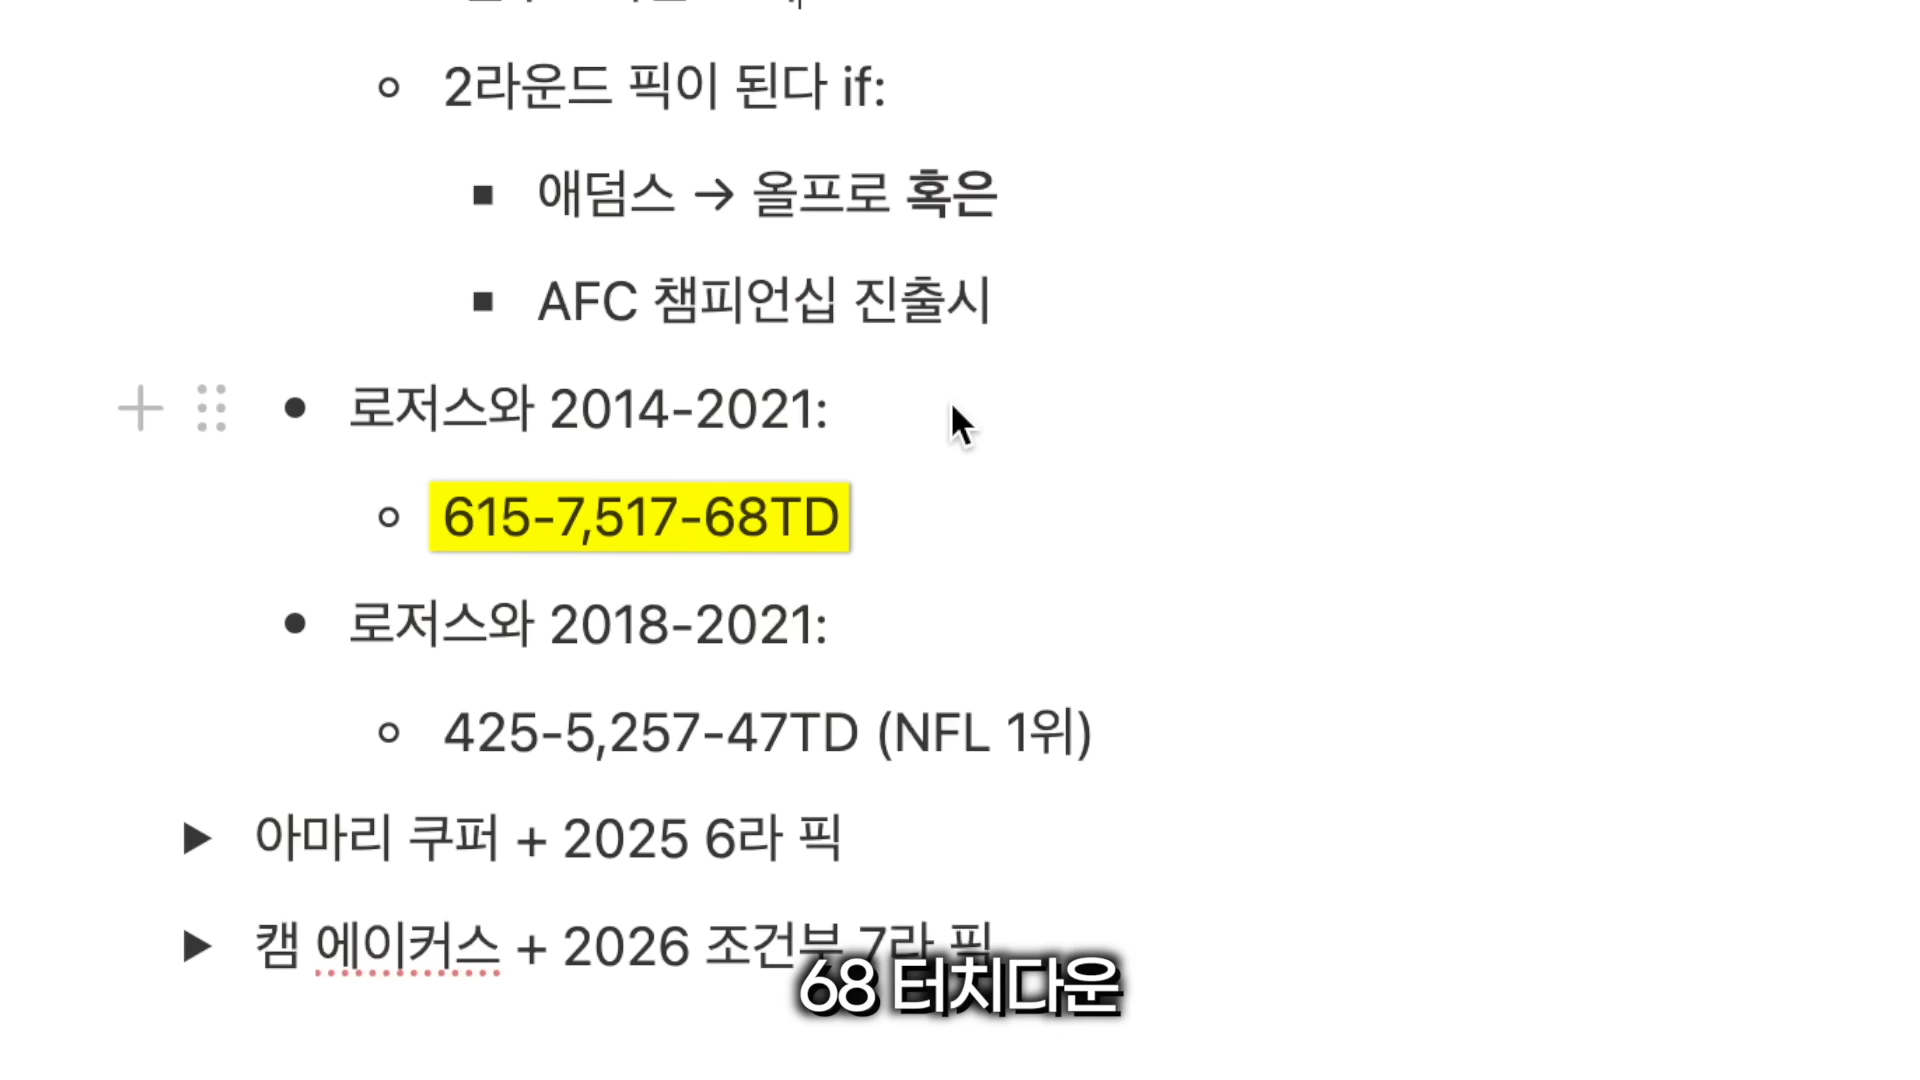 2라운드 픽이 된다 if:
애덤스 → 올프로 혹은
AFC 챔피언십 진출시
로저스와 2014-2021:
615-7,517-68TD
로저스와 2018-2021:
425-5,257-47TD (NFL 1위)
아마리 쿠퍼 + 2025 6라 픽
캠 에이커스 + 2026 조건부 7라 픽
68 터치다운